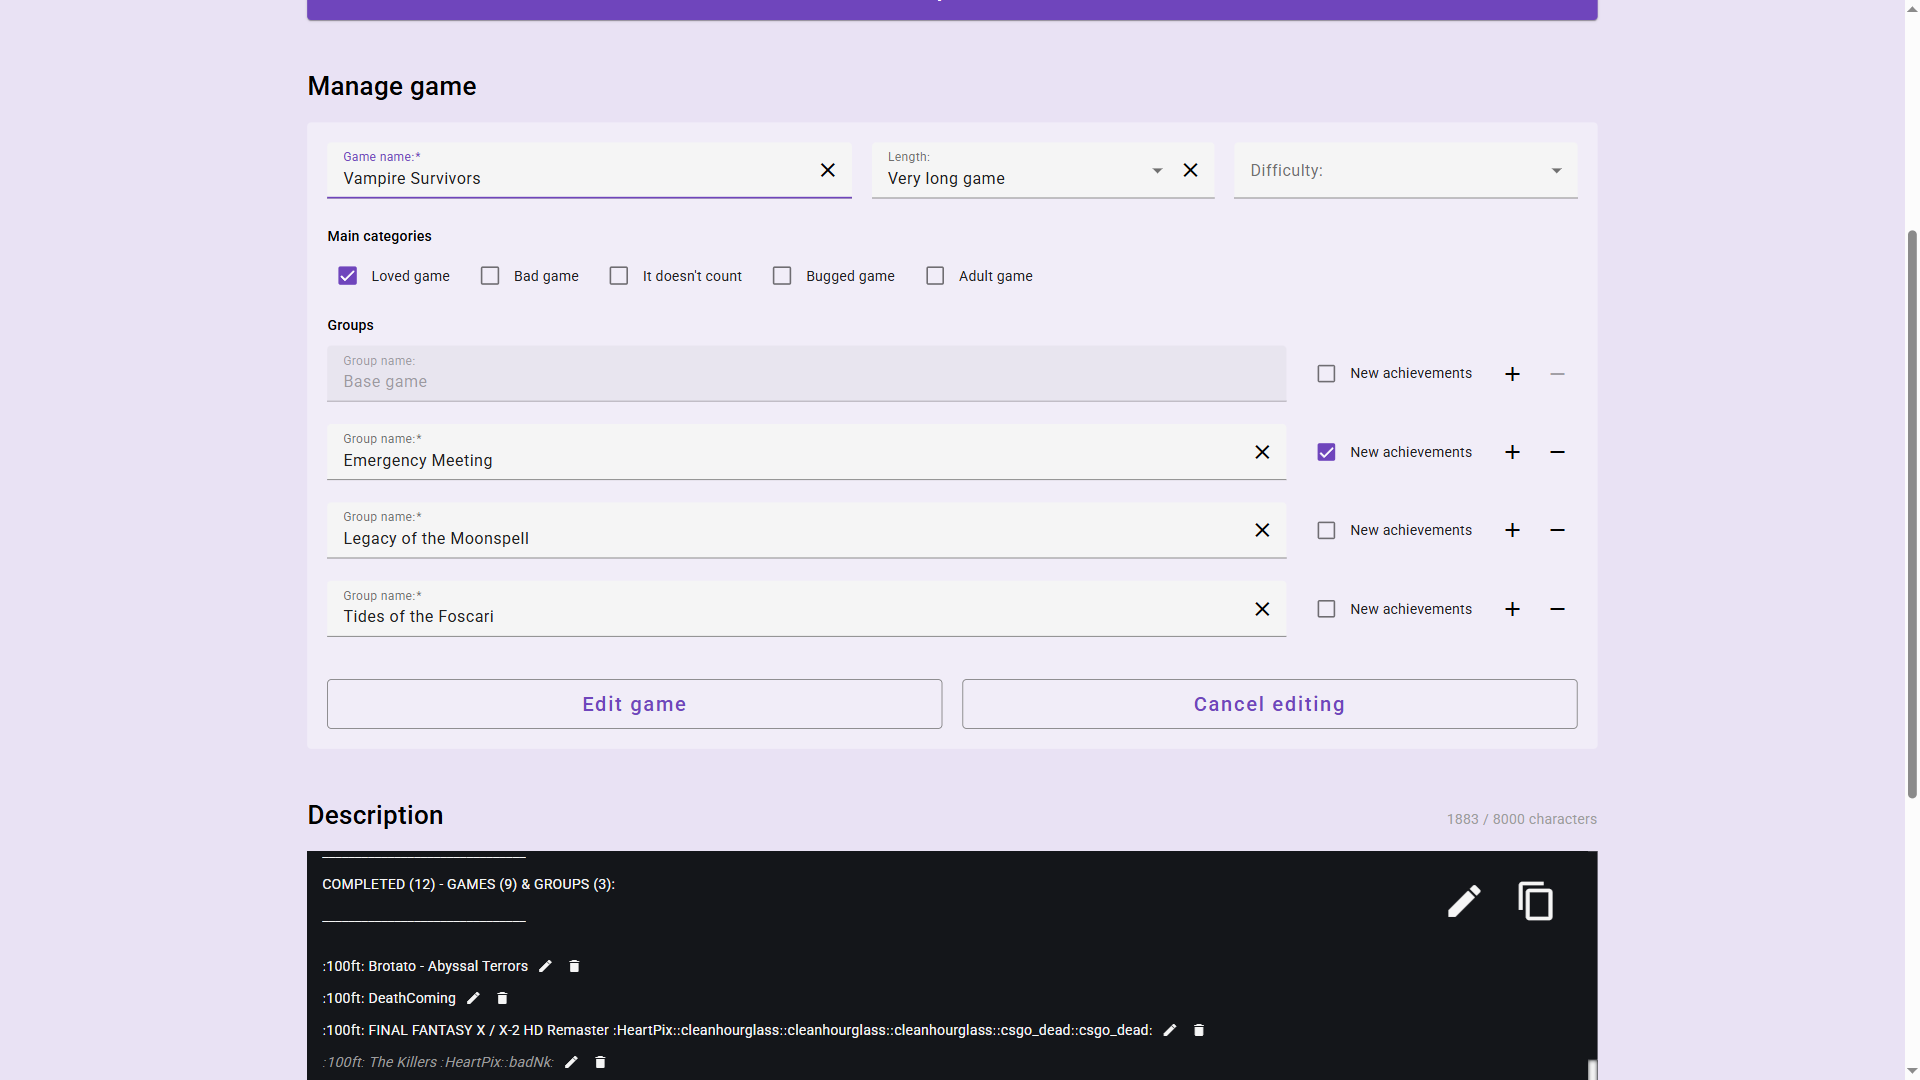 Manage game
Game name:*
Vampire Survivors
Length:
Very long game
Difficulty:
Main categories
Loved game
Bad game
It doesn't count
Bugged game
Adult game
Groups
Group name:
Base game
New achievements
Group name:*
Emergency Meeting
New achievements
Group name:*
Legacy of the Moonspell
New achievements
Group name:*
Tides of the Foscari
New achievements
Edit game
Cancel editing
Description
1883 / 8000 characters
COMPLETED (12) - GAMES (9) & GROUPS (3):
:100ft: Brotato - Abyssal Terrors
:100ft: DeathComing
:100ft: FINAL FANTASY X / X-2 HD Remaster :HeartPix::cleanhourglass::cleanhourglass::cleanhourglass::csgo_dead::csgo_dead:
:100ft: The Killers :HeartPix::badNk: